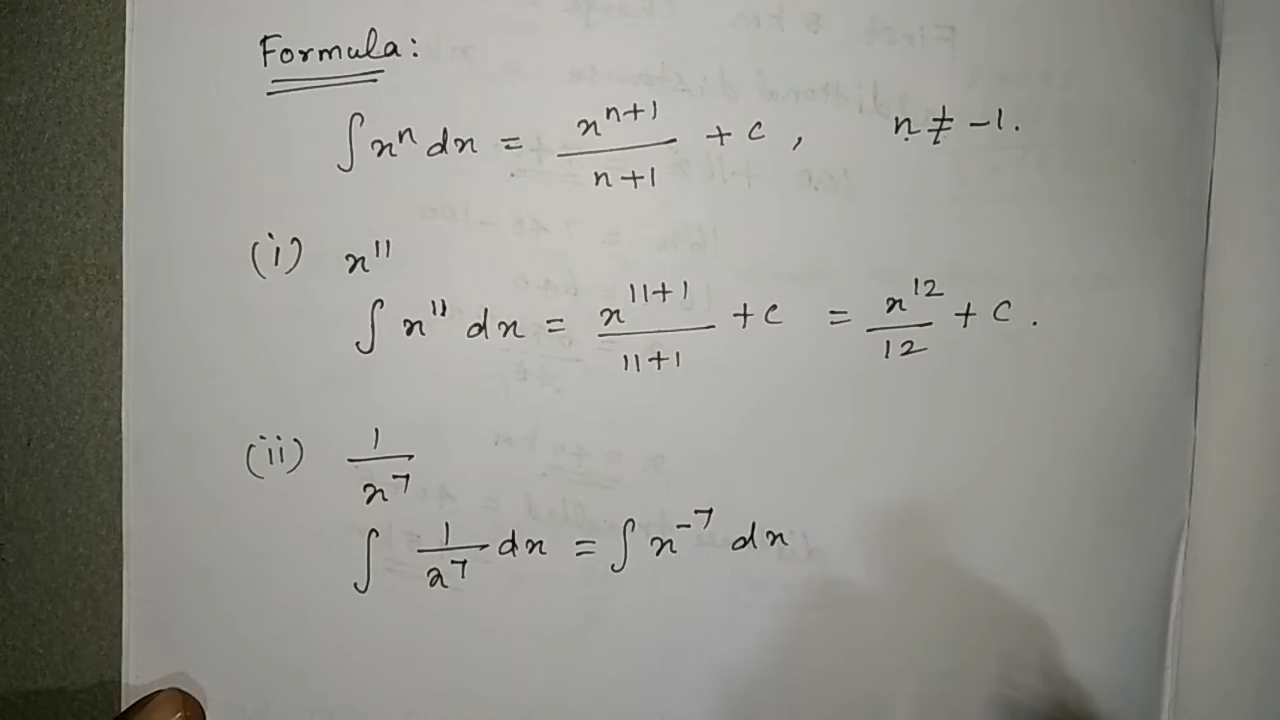 Formula:
∫xⁿ dx = xⁿ⁺¹/n+1 + c, n ≠ -1.
(i) x¹¹
∫ x¹¹ dx = x¹¹⁺¹/11+1 + c = x¹²/12 + c.
(ii) 1/x⁷
∫ 1/x⁷ dx = ∫ x⁻⁷ dx